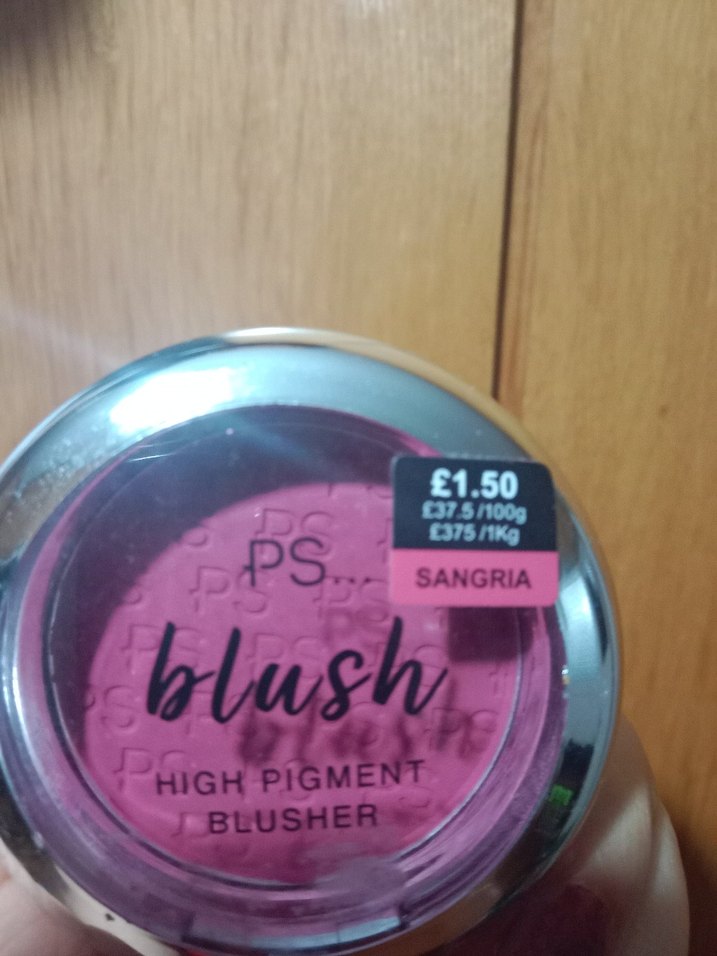 £1.50
£37.5 /100g
£375 /1Kg
SANGRIA
PS...
blush
HIGH PIGMENT
BLUSHER